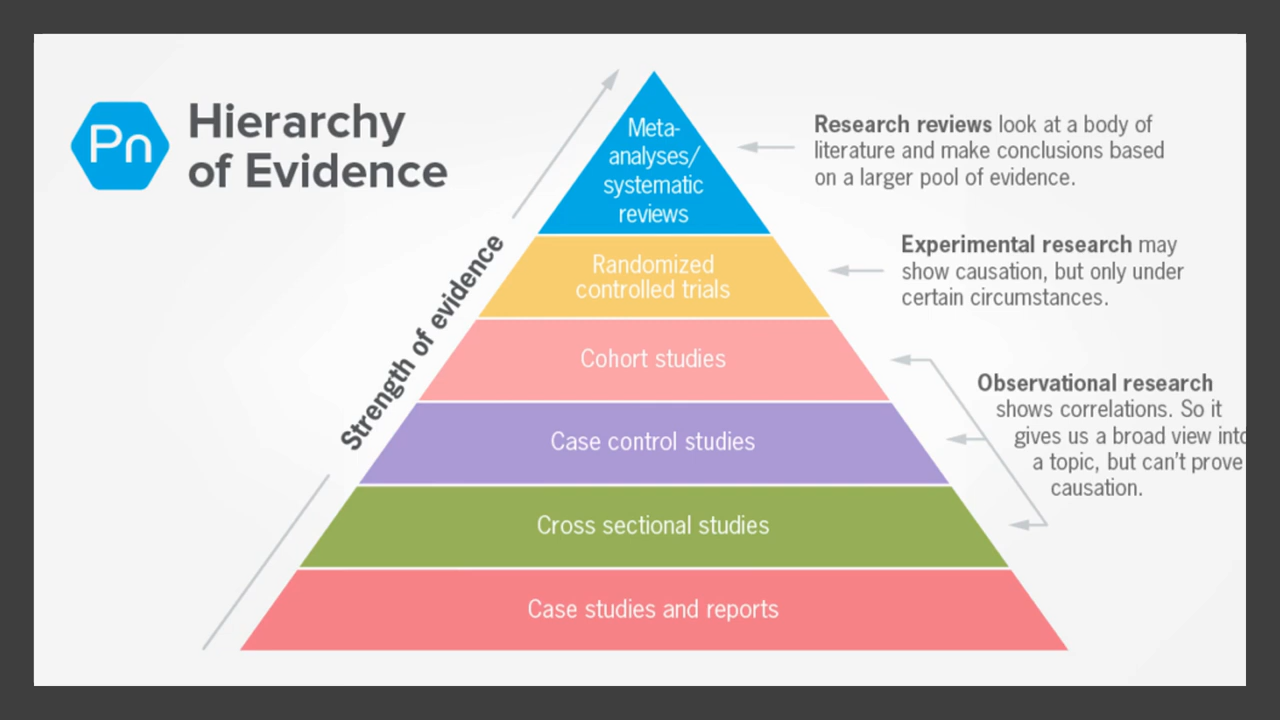 Pn
Hierarchy
of Evidence
Strength of evidence
Meta-
analyses/
systematic
reviews
Randomized
controlled trials
Cohort studies
Case control studies
Cross sectional studies
Case studies and reports
Research reviews look at a body of
literature and make conclusions based
on a larger pool of evidence.
Experimental research may
show causation, but only under
certain circumstances.
Observational research
shows correlations. So it
gives us a broad view into
a topic, but can't prove
causation.